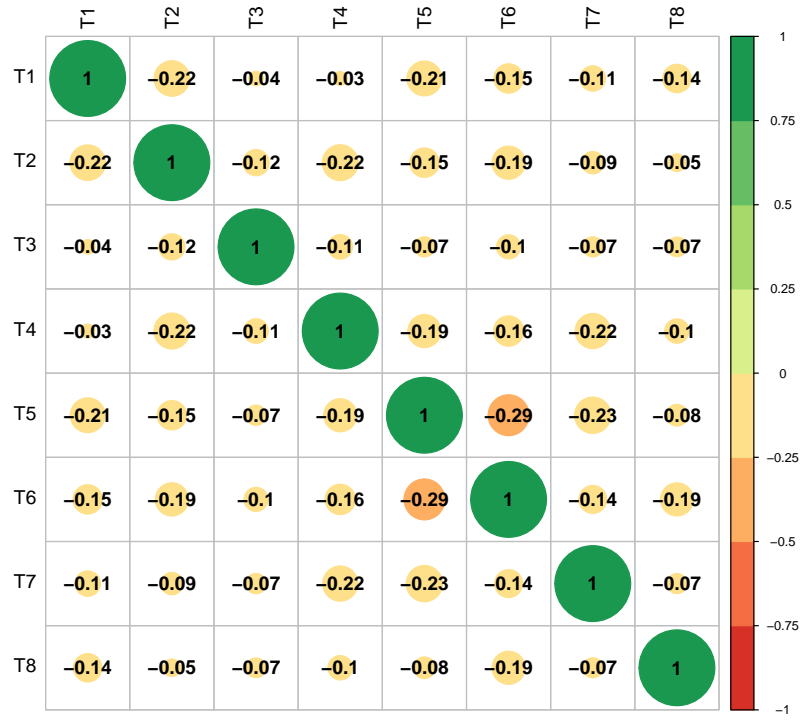 T1 T2 T3 T4 T5 T6 T7 T8
T1 1 −0.22 −0.04 −0.03 −0.21 −0.15 −0.11 −0.14
T2 −0.22 1 −0.12 −0.22 −0.15 −0.19 −0.09 −0.05
T3 −0.04 −0.12 1 −0.11 −0.07 −0.1 −0.07 −0.07
T4 −0.03 −0.22 −0.11 1 −0.19 −0.16 −0.22 −0.1
T5 −0.21 −0.15 −0.07 −0.19 1 −0.29 −0.23 −0.08
T6 −0.15 −0.19 −0.1 −0.16 −0.29 1 −0.14 −0.19
T7 −0.11 −0.09 −0.07 −0.22 −0.23 −0.14 1 −0.07
T8 −0.14 −0.05 −0.07 −0.1 −0.08 −0.19 −0.07 1
1
0.75
0.5
0.25
0
−0.25
−0.5
−0.75
−1